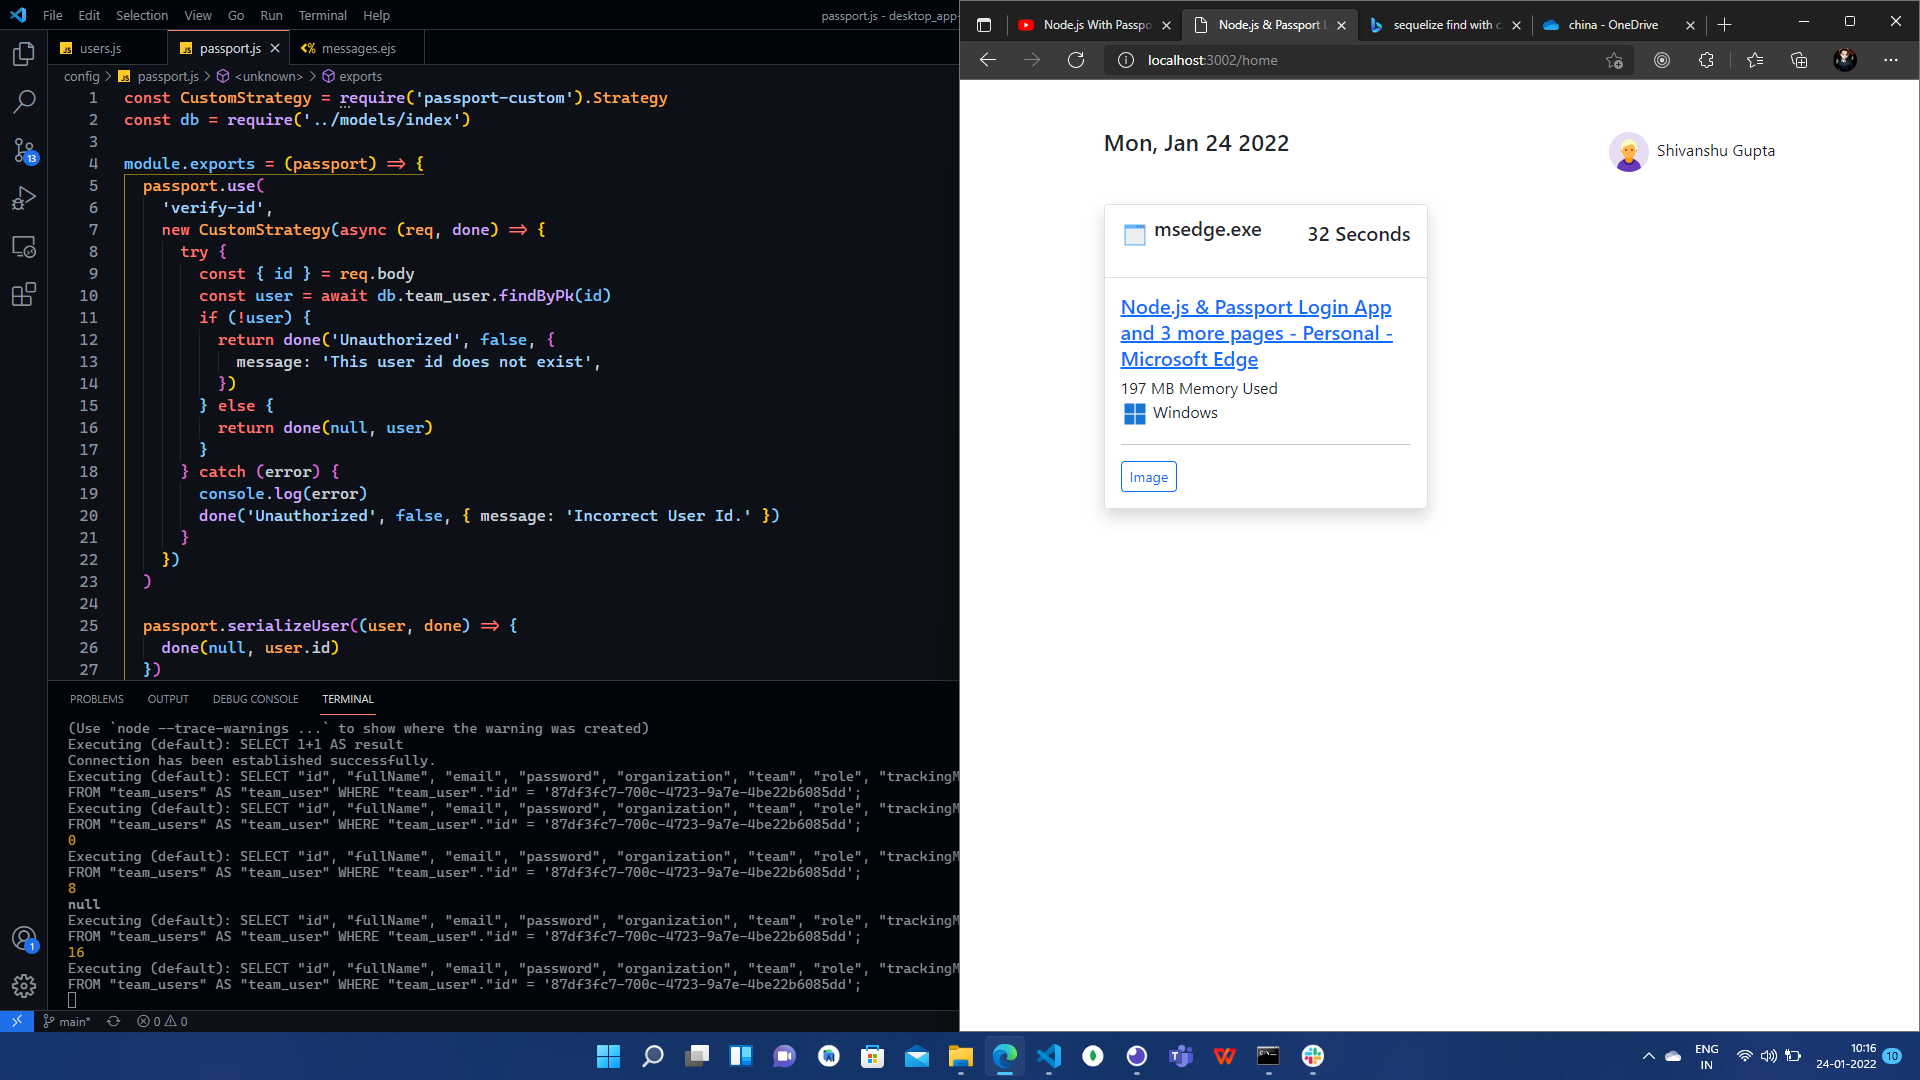 File Edit Selection View Go Run Terminal Help
passport.js - desktop_app-
users.js
passport.js
messages.ejs
config > passport.js > <unknown> > exports
1 const CustomStrategy = require('passport-custom').Strategy
2 const db = require('../models/index')
3
4 module.exports = (passport) => {
5 passport.use(
6 'verify-id',
7 new CustomStrategy(async (req, done) => {
8 try {
9 const { id } = req.body
10 const user = await db.team_user.findByPk(id)
11 if (!user) {
12 return done('Unauthorized', false, {
13 message: 'This user id does not exist',
14 })
15 } else {
16 return done(null, user)
17 }
18 } catch (error) {
19 console.log(error)
20 done('Unauthorized', false, { message: 'Incorrect User Id.' })
21 }
22 })
23 )
24
25 passport.serializeUser((user, done) => {
26 done(null, user.id)
27 })
PROBLEMS OUTPUT DEBUG CONSOLE TERMINAL
(Use `node --trace-warnings ...` to show where the warning was created)
Executing (default): SELECT 1+1 AS result
Connection has been established successfully.
Executing (default): SELECT "id", "fullName", "email", "password", "organization", "team", "role", "trackingM
FROM "team_users" AS "team_user" WHERE "team_user"."id" = '87df3fc7-700c-4723-9a7e-4be22b6085dd';
Executing (default): SELECT "id", "fullName", "email", "password", "organization", "team", "role", "trackingM
FROM "team_users" AS "team_user" WHERE "team_user"."id" = '87df3fc7-700c-4723-9a7e-4be22b6085dd';
0
Executing (default): SELECT "id", "fullName", "email", "password", "organization", "team", "role", "trackingM
FROM "team_users" AS "team_user" WHERE "team_user"."id" = '87df3fc7-700c-4723-9a7e-4be22b6085dd';
8
null
Executing (default): SELECT "id", "fullName", "email", "password", "organization", "team", "role", "trackingM
FROM "team_users" AS "team_user" WHERE "team_user"."id" = '87df3fc7-700c-4723-9a7e-4be22b6085dd';
16
Executing (default): SELECT "id", "fullName", "email", "password", "organization", "team", "role", "trackingM
FROM "team_users" AS "team_user" WHERE "team_user"."id" = '87df3fc7-700c-4723-9a7e-4be22b6085dd';
13
1
main* 0 0
Node.js With Passpo
Node.js & Passport L
sequelize find with c
china - OneDrive
localhost:3002/home
Mon, Jan 24 2022
Shivanshu Gupta
msedge.exe
32 Seconds
Node.js & Passport Login App
and 3 more pages - Personal -
Microsoft Edge
197 MB Memory Used
Windows
Image
ENG
IN
10:16
24-01-2022
10